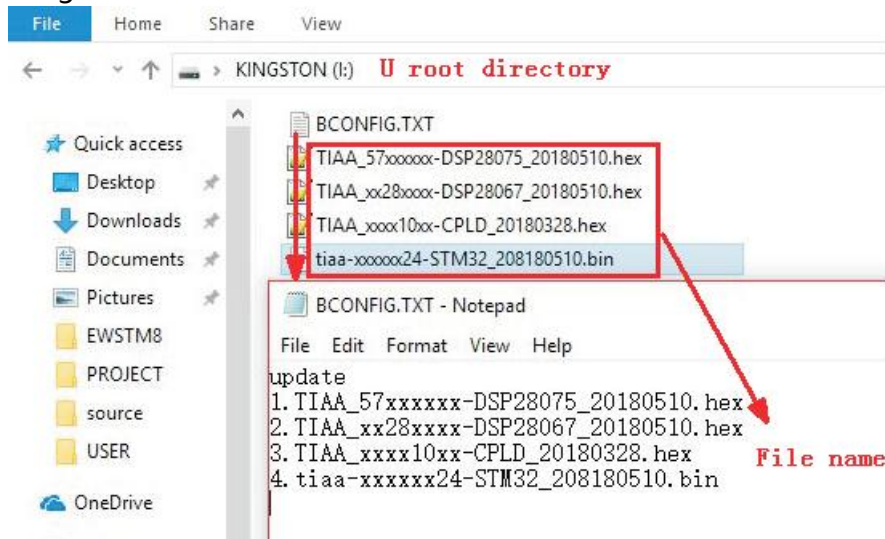 File Home Share View
KINGSTON (I:) U root directory
BCONFIG.TXT
Quick access
TIAA_57xxxxxx-DSP28075_20180510.hex
Desktop
TIAA_xx28xxxx-DSP28067_20180510.hex
Downloads
TIAA_xxxx10xx-CPLD_20180328.hex
Documents
tiaa-xxxxxx24-STM32_208180510.bin
Pictures
BCONFIG.TXT - Notepad
EWSTM8
File Edit Format View Help
PROJECT
update
1.TIAA_57xxxxxx-DSP28075_20180510.hex
source
2.TIAA_xx28xxxx-DSP28067_20180510.hex
USER
3.TIAA_xxxx10xx-CPLD_20180328.hex
File name
4.tiaa-xxxxxx24-STM32_208180510.bin
OneDrive